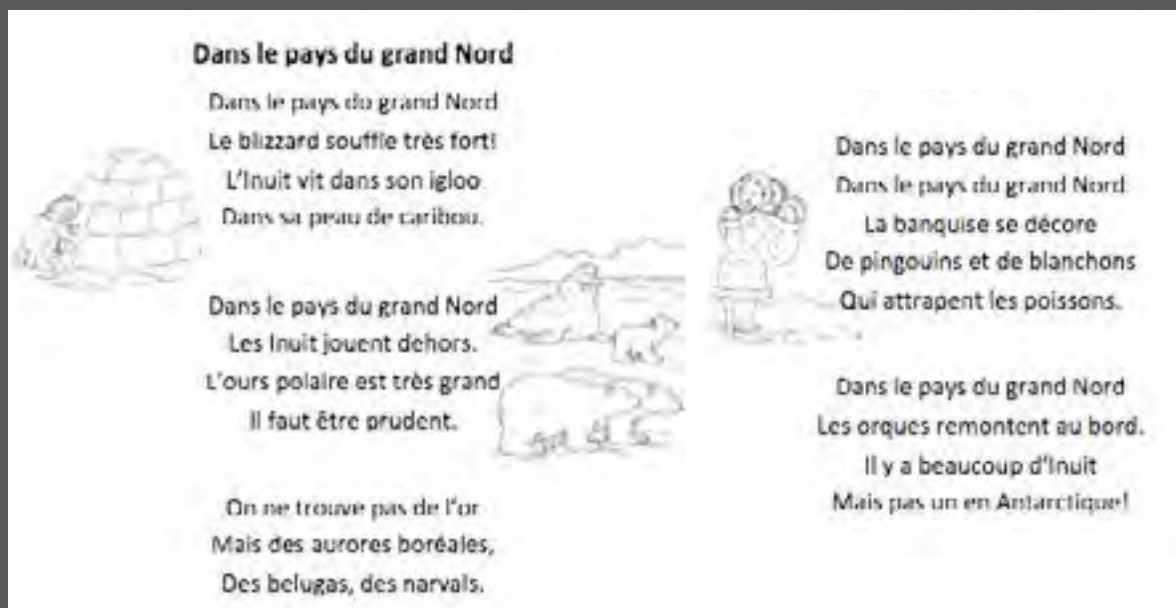 Dans le pays du grand Nord
Dans le pays du grand Nord
Le blizzard souffle très fort!
L'Inuit vit dans son igloo
Dans sa peau de caribou.
Dans le pays du grand Nord
Les Inuit jouent dehors.
L'ours polaire est très grand
Il faut être prudent.
On ne trouve pas de l'or
Mais des aurores boréales,
Des belugas, des narvals.
Dans le pays du grand Nord
Dans le pays du grand Nord
La banquise se décore
De pingouins et de blanchons
Qui attrapent les poissons.
Dans le pays du grand Nord
Les orques remontent au bord.
Il y a beaucoup d'Inuit
Mais pas un en Antarctique!